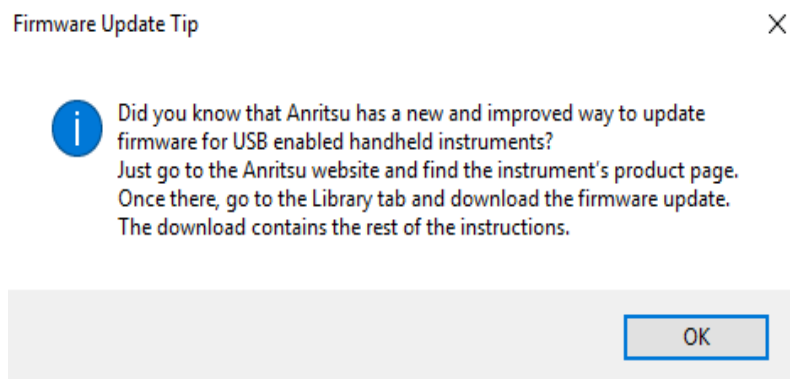 Firmware Update Tip
Did you know that Anritsu has a new and improved way to update
firmware for USB enabled handheld instruments?
Just go to the Anritsu website and find the instrument's product page.
Once there, go to the Library tab and download the firmware update.
The download contains the rest of the instructions.
OK